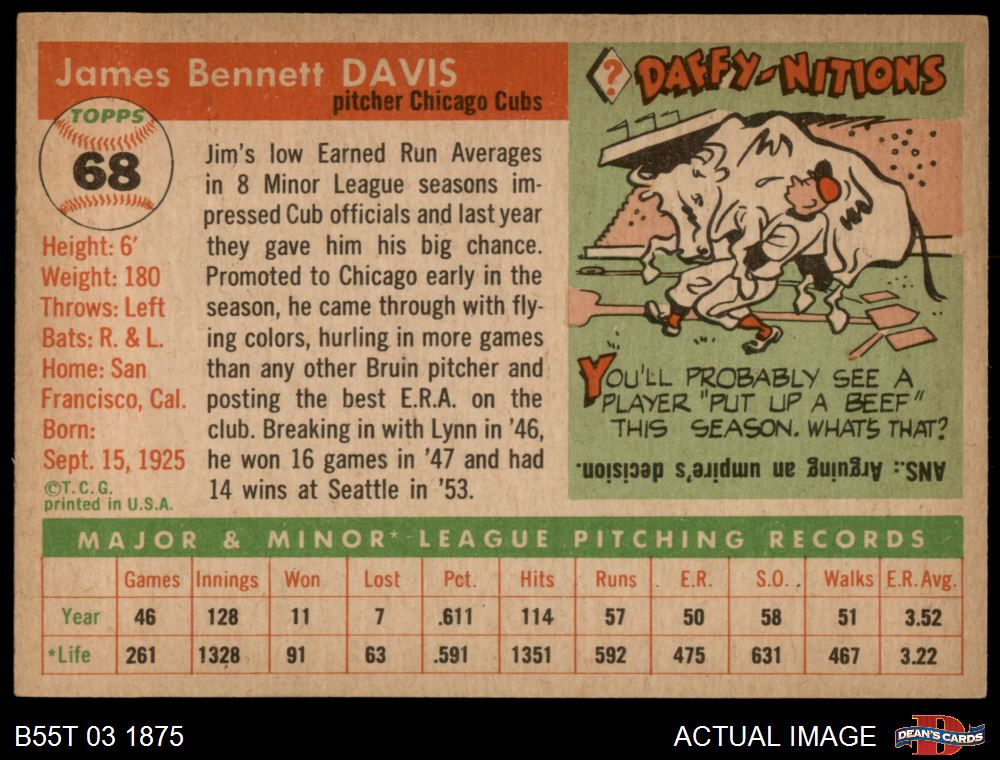 James Bennett DAVIS
pitcher Chicago Cubs
TOPPS
68
Height: 6'
Weight: 180
Throws: Left
Bats: R. & L.
Home: San
Francisco, Cal.
Born:
Sept. 15, 1925
©T.C.G.
printed in U.S.A.
Jim's low Earned Run Averages
in 8 Minor League seasons im-
pressed Cub officials and last year
they gave him his big chance.
Promoted to Chicago early in the
season, he came through with fly-
ing colors, hurling in more games
than any other Bruin pitcher and
posting the best E.R.A. on the
club. Breaking in with Lynn in '46,
he won 16 games in '47 and had
14 wins at Seattle in '53.
? DAFFY-NITIONS
YOU'LL PROBABLY SEE A
PLAYER "PUT UP A BEEF"
THIS SEASON. WHAT'S THAT?
ANS.: Arguing an umpire's decision.
MAJOR & MINOR* LEAGUE PITCHING RECORDS
Games Innings Won Lost Pct. Hits Runs E.R. S.O. Walks E.R. Avg.
Year 46 128 11 7 .611 114 57 50 58 51 3.52
*Life 261 1328 91 63 .591 1351 592 475 631 467 3.22
B55T 03 1875
ACTUAL IMAGE
D
DEAN'S CARDS